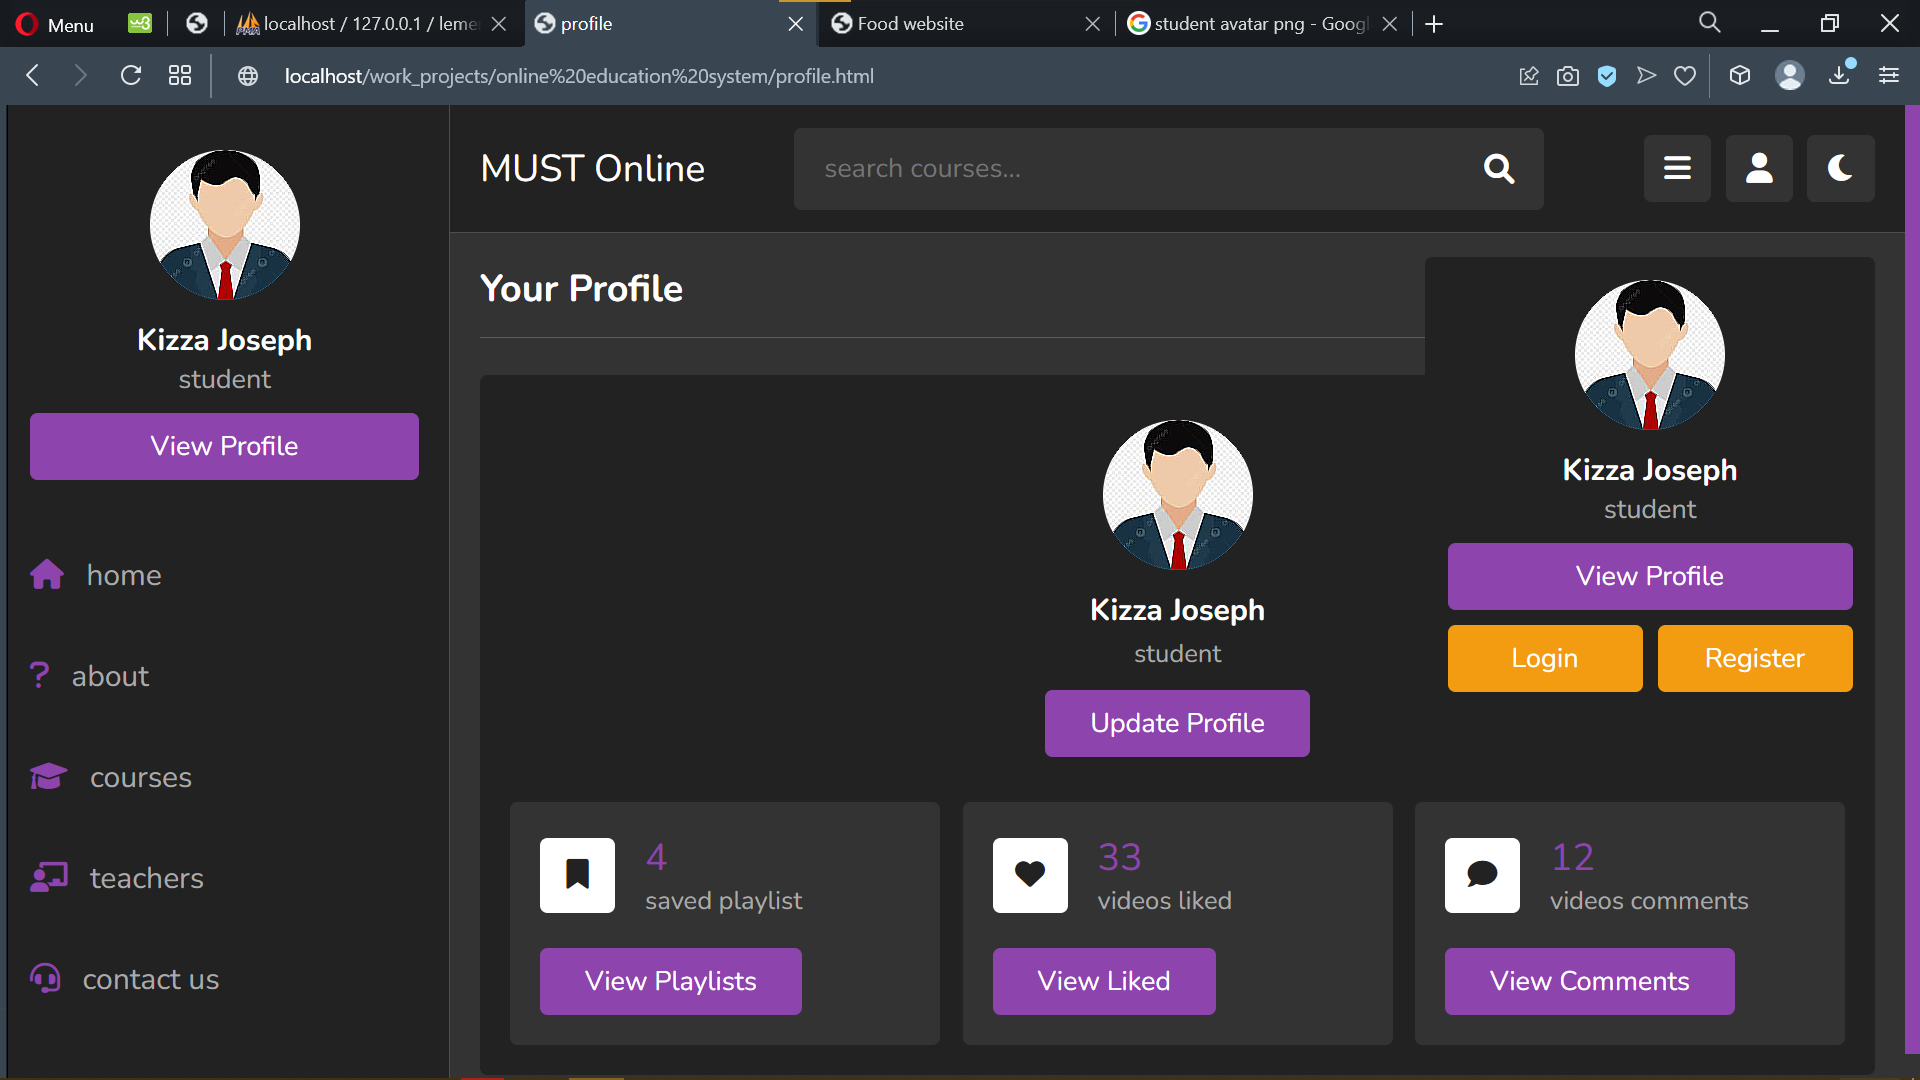 Menu
localhost / 127.0.0.1 / leme
profile
Food website
student avatar png - Googl
localhost/work_projects/online%20education%20system/profile.html
Kizza Joseph
student
View Profile
home
about
courses
teachers
contact us
MUST Online
search courses...
Your Profile
Kizza Joseph
student
Update Profile
Kizza Joseph
student
View Profile
Login
Register
4
saved playlist
View Playlists
33
videos liked
View Liked
12
videos comments
View Comments